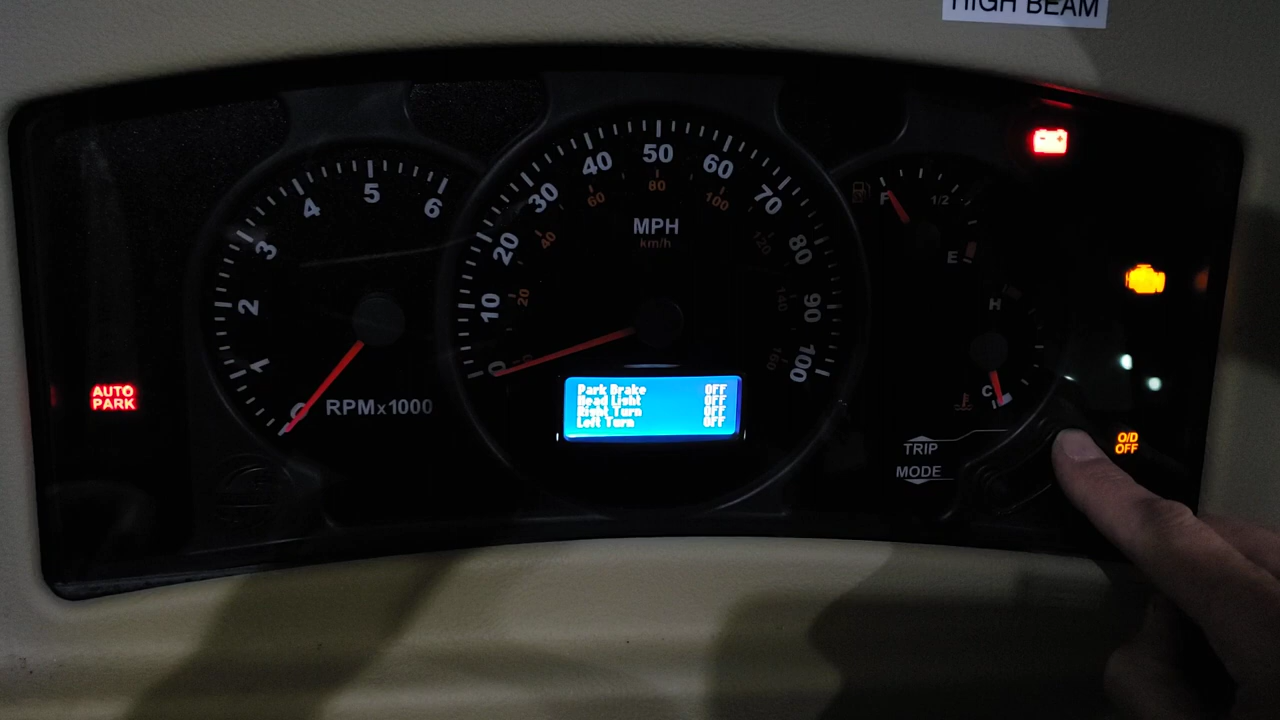 HIGH BEAM
AUTO
PARK
0
1
2
3
4
5
6
RPMx1000
0
10
20
30
40
50
60
70
80
90
100
20
40
60
80
100
120
140
160
MPH
km/h
Park Brake OFF
Head Light OFF
Right Turn OFF
Left Turn OFF
F
1/2
E
H
C
TRIP
MODE
O/D
OFF